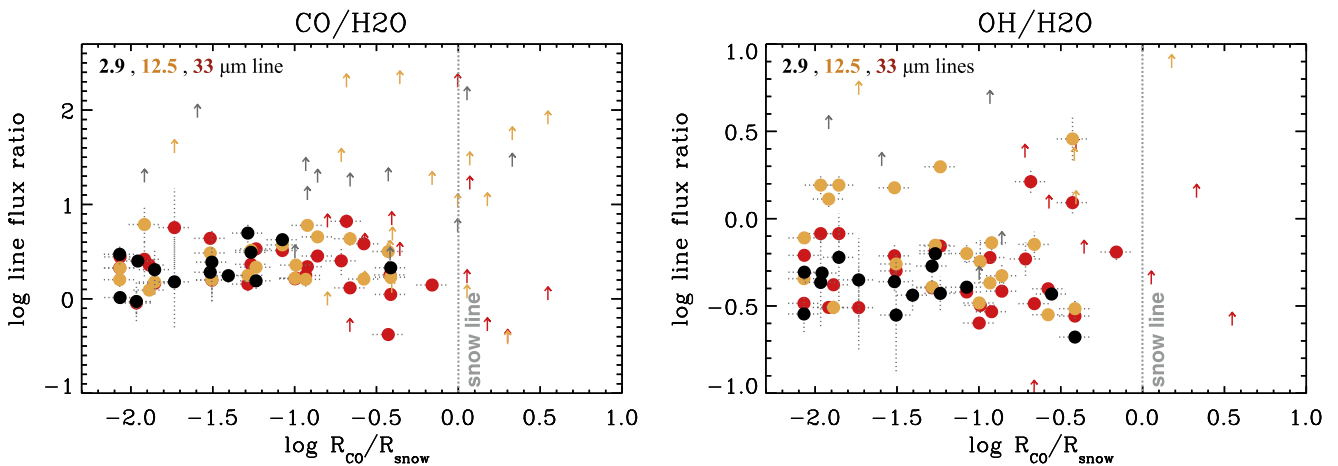 CO/H2O
2.9 , 12.5 , 33 μm line
log line flux ratio
2
1
0
−1
snow line
−2.0 −1.5 −1.0 −0.5 0.0 0.5 1.0
log R_CO/R_snow
OH/H2O
2.9 , 12.5 , 33 μm lines
log line flux ratio
1.0
0.5
0.0
−0.5
−1.0
snow line
−2.0 −1.5 −1.0 −0.5 0.0 0.5 1.0
log R_CO/R_snow